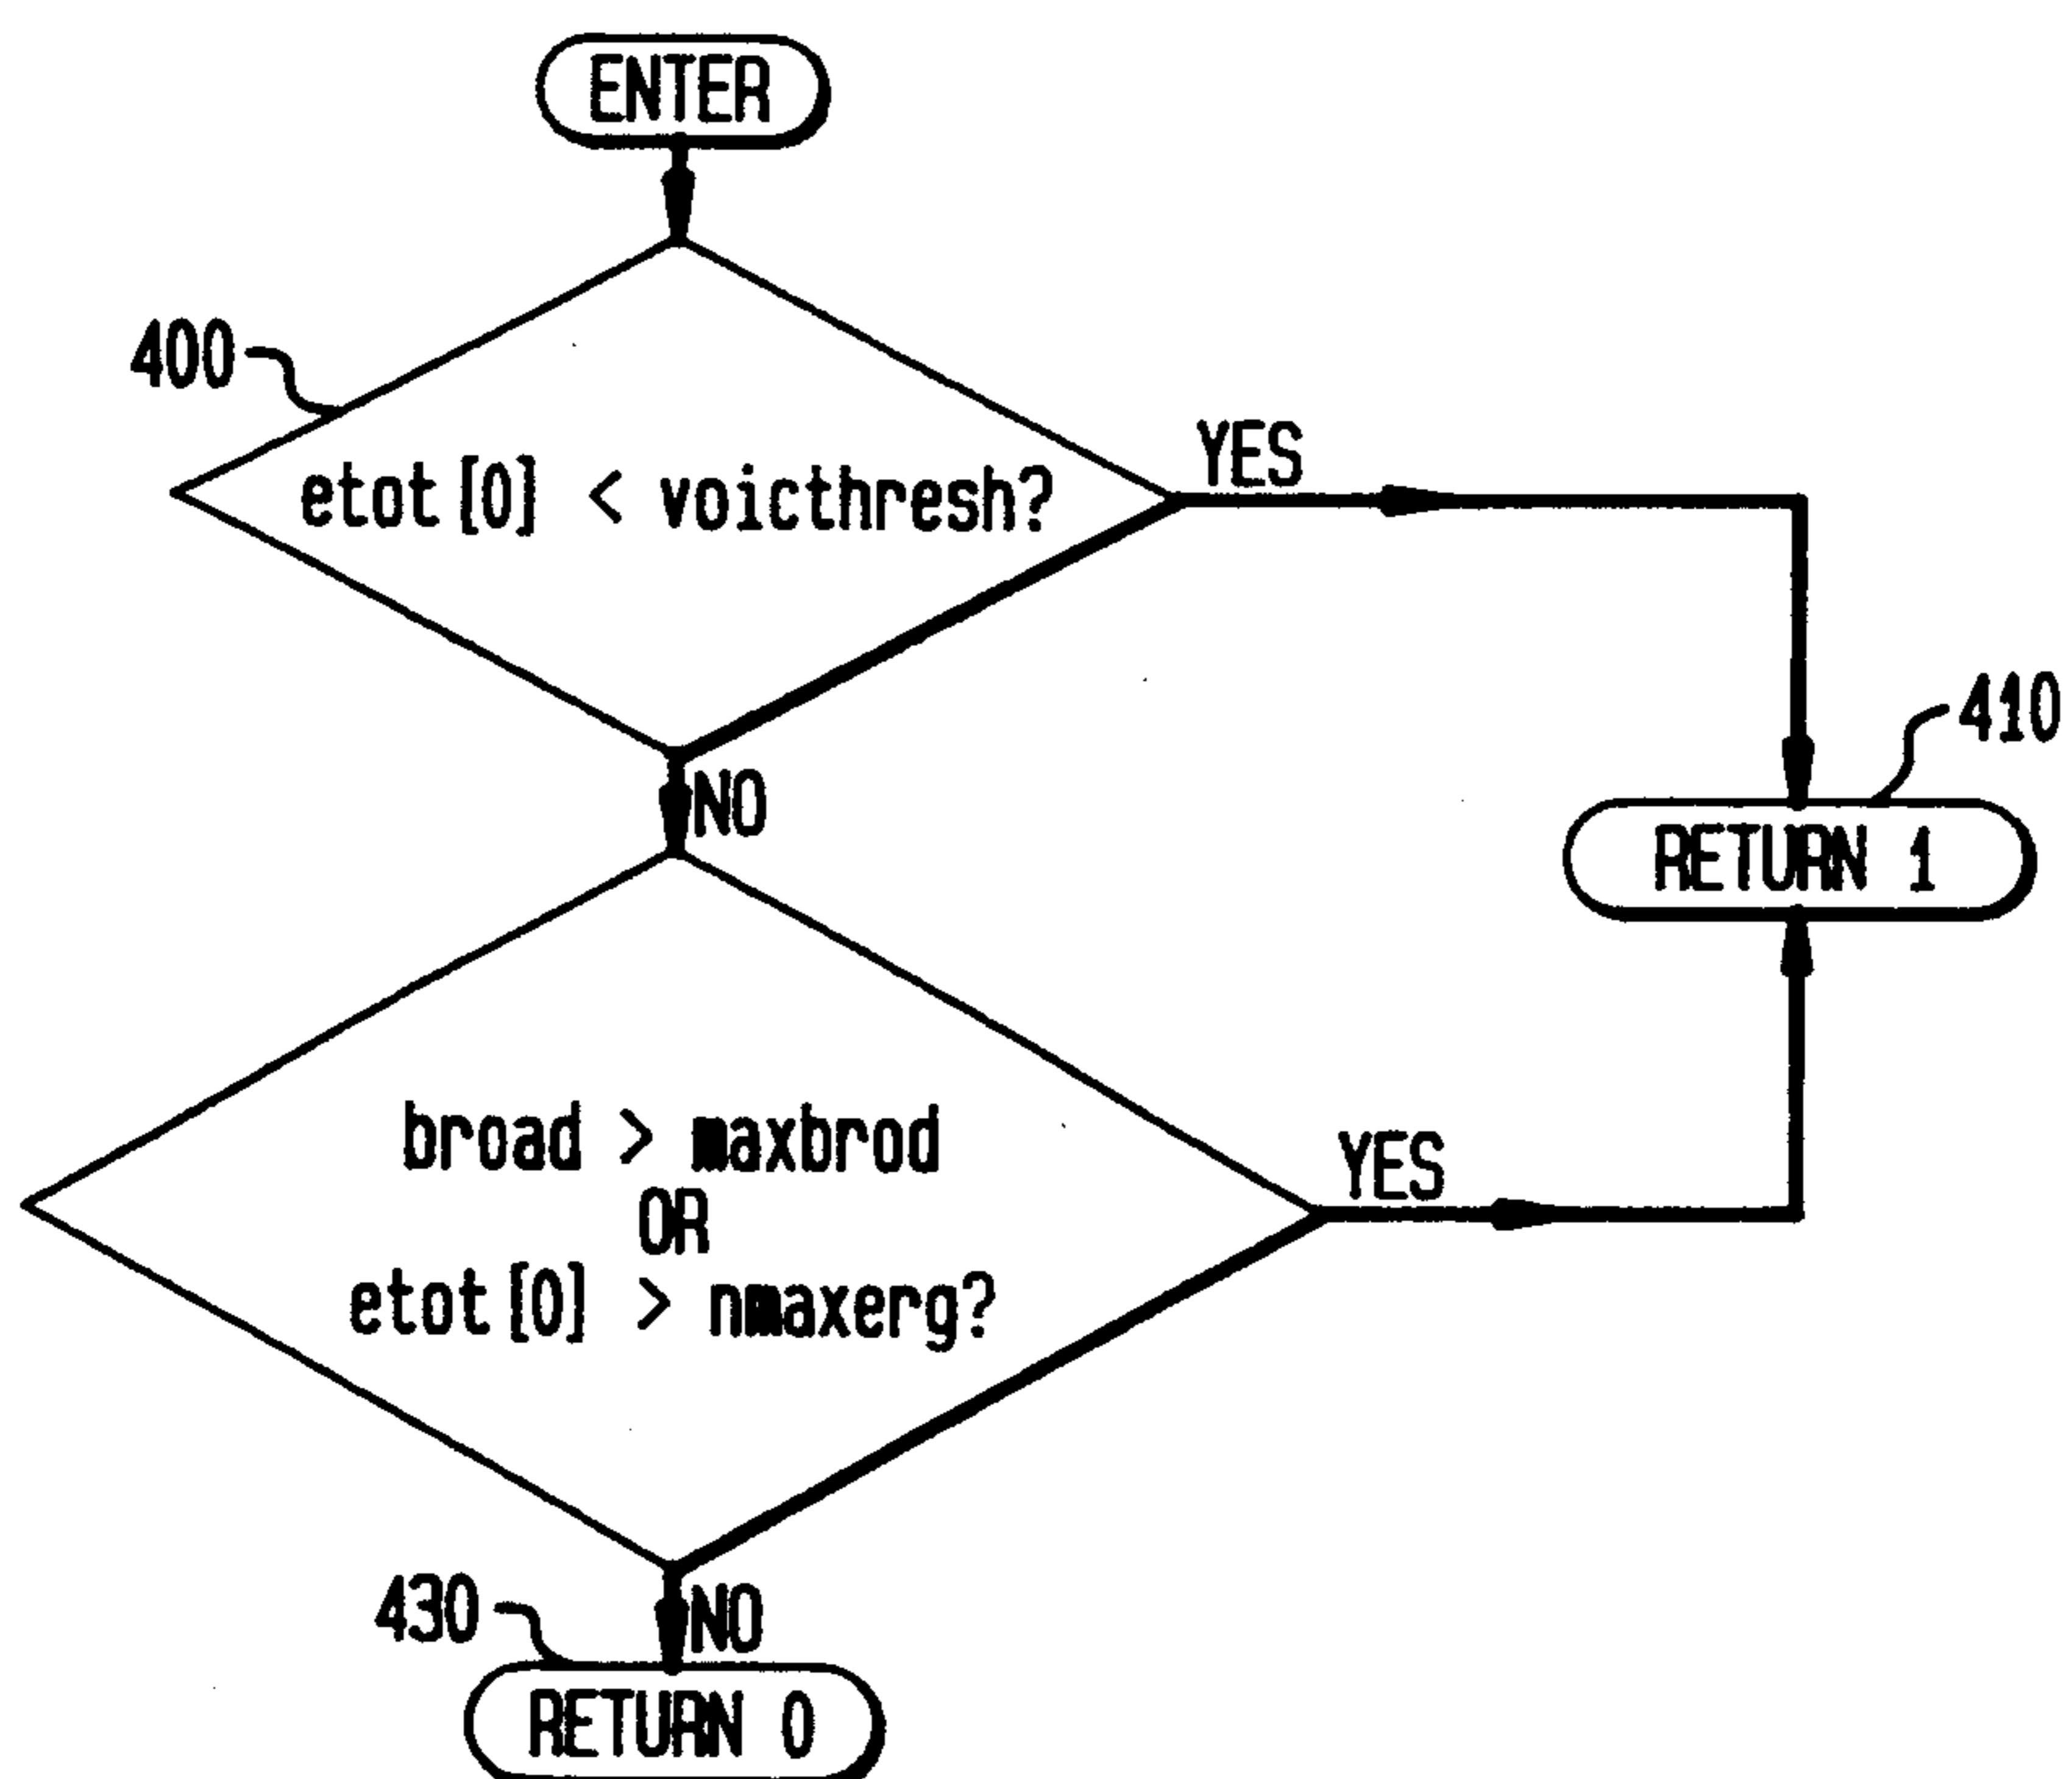 ENTER
400
etot[0] < voicthresh?
YES
NO
410
RETURN 1
broad > maxbrod
OR
etot[0] > nmaxerg?
YES
430
NO
RETURN 0